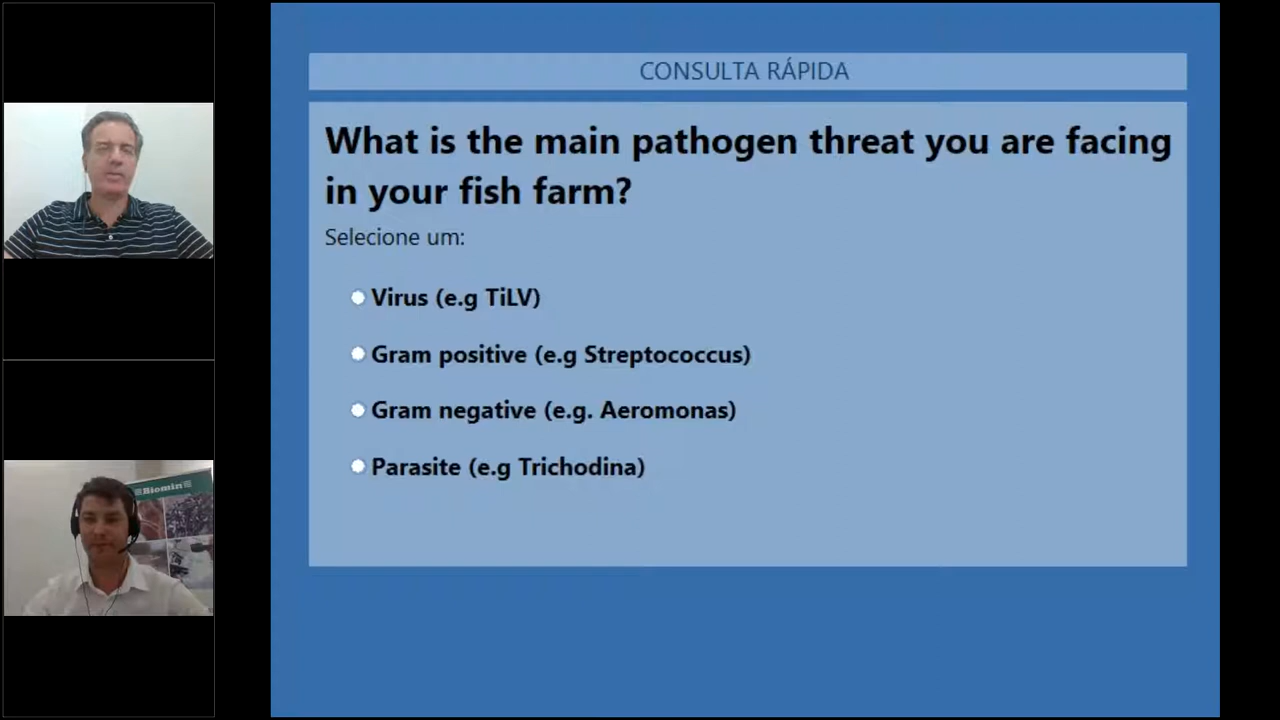 CONSULTA RÁPIDA
What is the main pathogen threat you are facing
in your fish farm?
Selecione um:
Virus (e.g TiLV)
Gram positive (e.g Streptococcus)
Gram negative (e.g. Aeromonas)
Parasite (e.g Trichodina)
≡Biomin≡